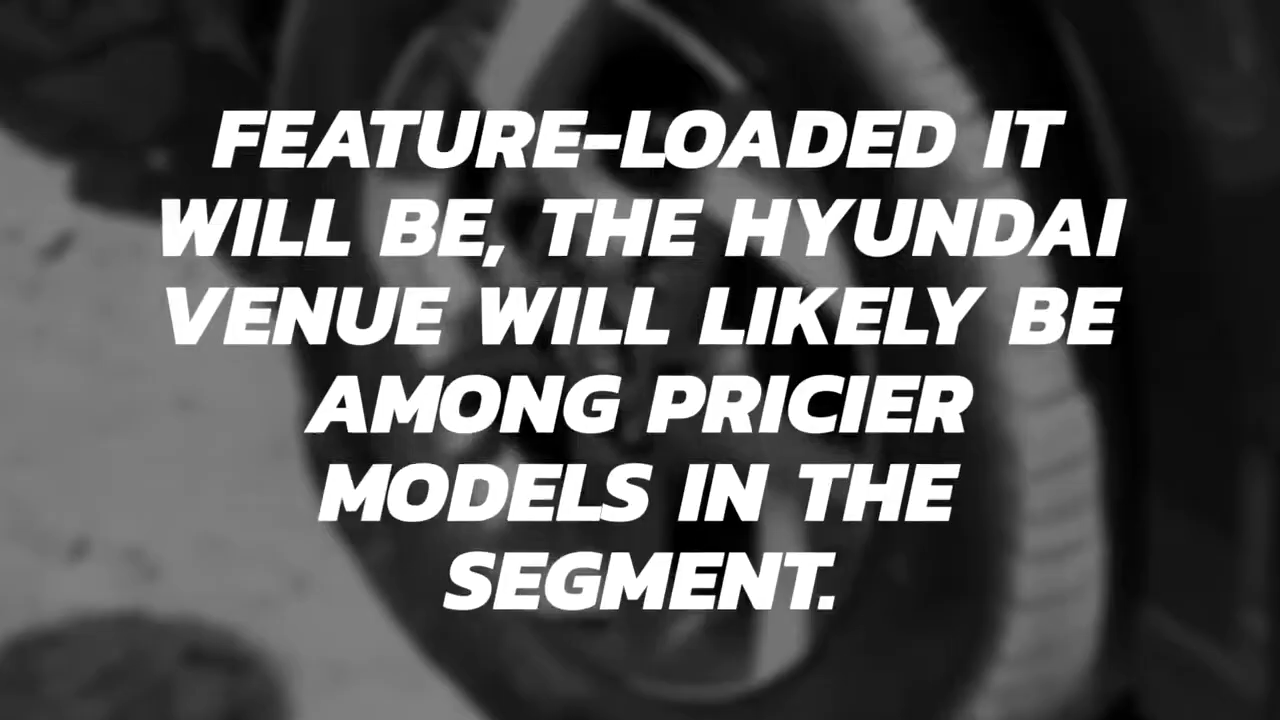 FEATURE-LOADED IT
WILL BE, THE HYUNDAI
VENUE WILL LIKELY BE
AMONG PRICIER
MODELS IN THE
SEGMENT.